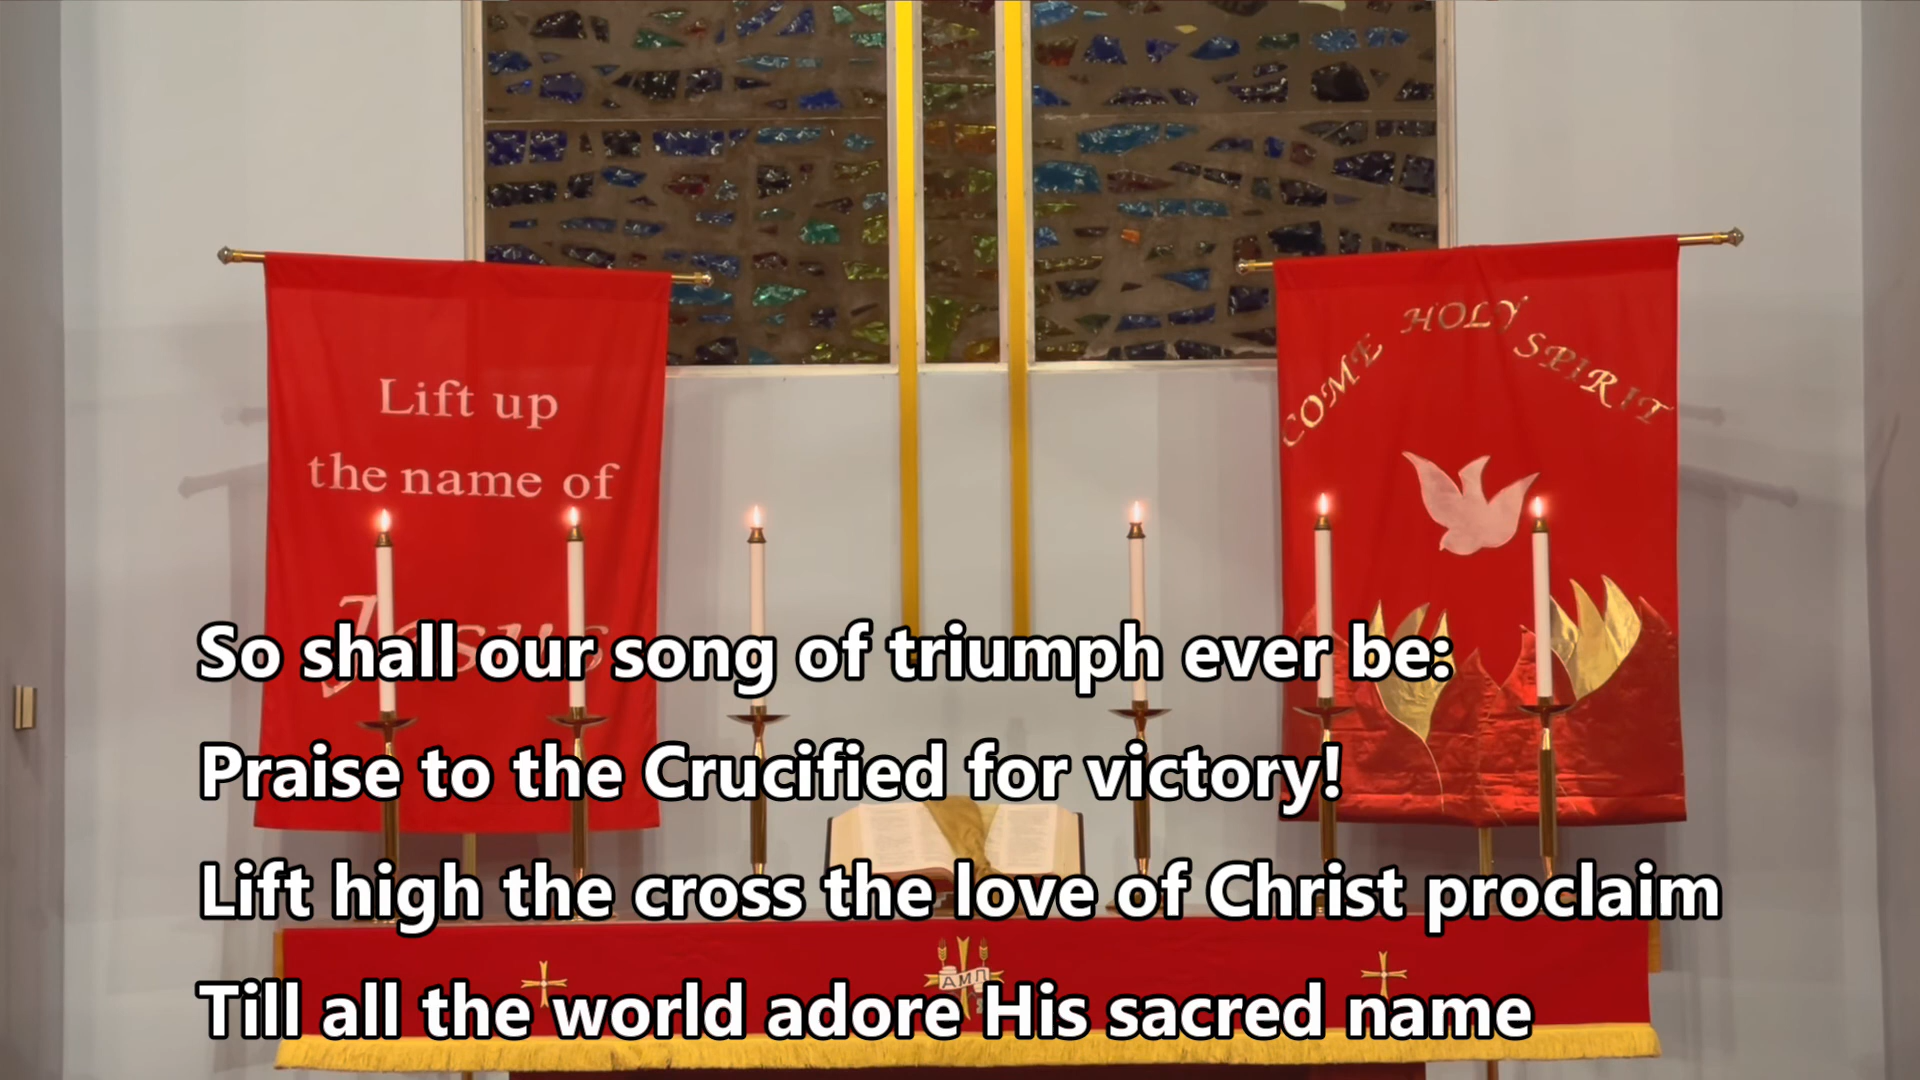 Lift up
the name of
Jesus
COME HOLY SPIRIT
So shall our song of triumph ever be:
Praise to the Crucified for victory!
Lift high the cross the love of Christ proclaim
AMΠ
Till all the world adore His sacred name